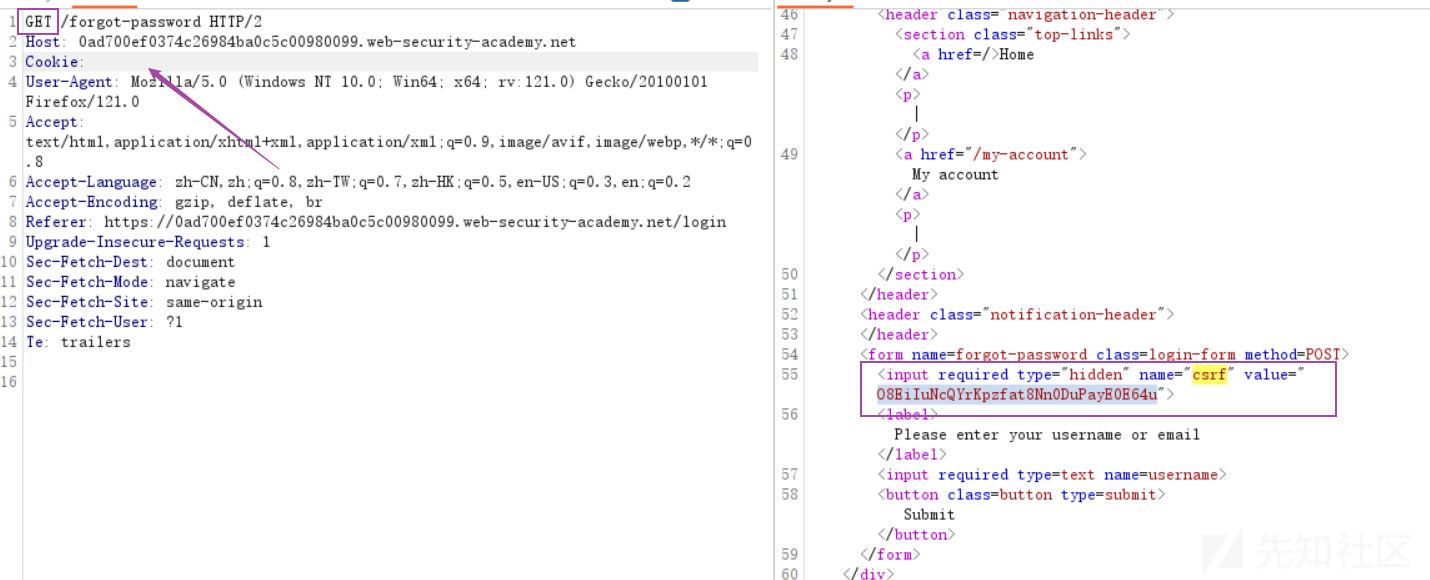 1 GET /forgot-password HTTP/2
2 Host: 0ad700ef0374c26984ba0c5c00980099.web-security-academy.net
3 Cookie:
4 User-Agent: Mozilla/5.0 (Windows NT 10.0; Win64; x64; rv:121.0) Gecko/20100101
Firefox/121.0
5 Accept:
text/html,application/xhtml+xml,application/xml;q=0.9,image/avif,image/webp,*/*;q=0
.8
6 Accept-Language: zh-CN,zh;q=0.8,zh-TW;q=0.7,zh-HK;q=0.5,en-US;q=0.3,en;q=0.2
7 Accept-Encoding: gzip, deflate, br
8 Referer: https://0ad700ef0374c26984ba0c5c00980099.web-security-academy.net/login
9 Upgrade-Insecure-Requests: 1
10 Sec-Fetch-Dest: document
11 Sec-Fetch-Mode: navigate
12 Sec-Fetch-Site: same-origin
13 Sec-Fetch-User: ?1
14 Te: trailers
15
16
46 <header class="navigation-header">
47 <section class="top-links">
48 <a href=/>Home
</a>
<p>
|
</p>
49 <a href="/my-account">
My account
</a>
<p>
|
</p>
50 </section>
51 </header>
52 <header class="notification-header">
53 </header>
54 <form name=forgot-password class=login-form method=POST>
55 <input required type="hidden" name="csrf" value="
O8EiIuNcQYrKpzfat8Nn0DuPayE0E64u">
56 <label>
Please enter your username or email
</label>
57 <input required type=text name=username>
58 <button class=button type=submit>
Submit
</button>
59 </form>
60 </div>
先知社区